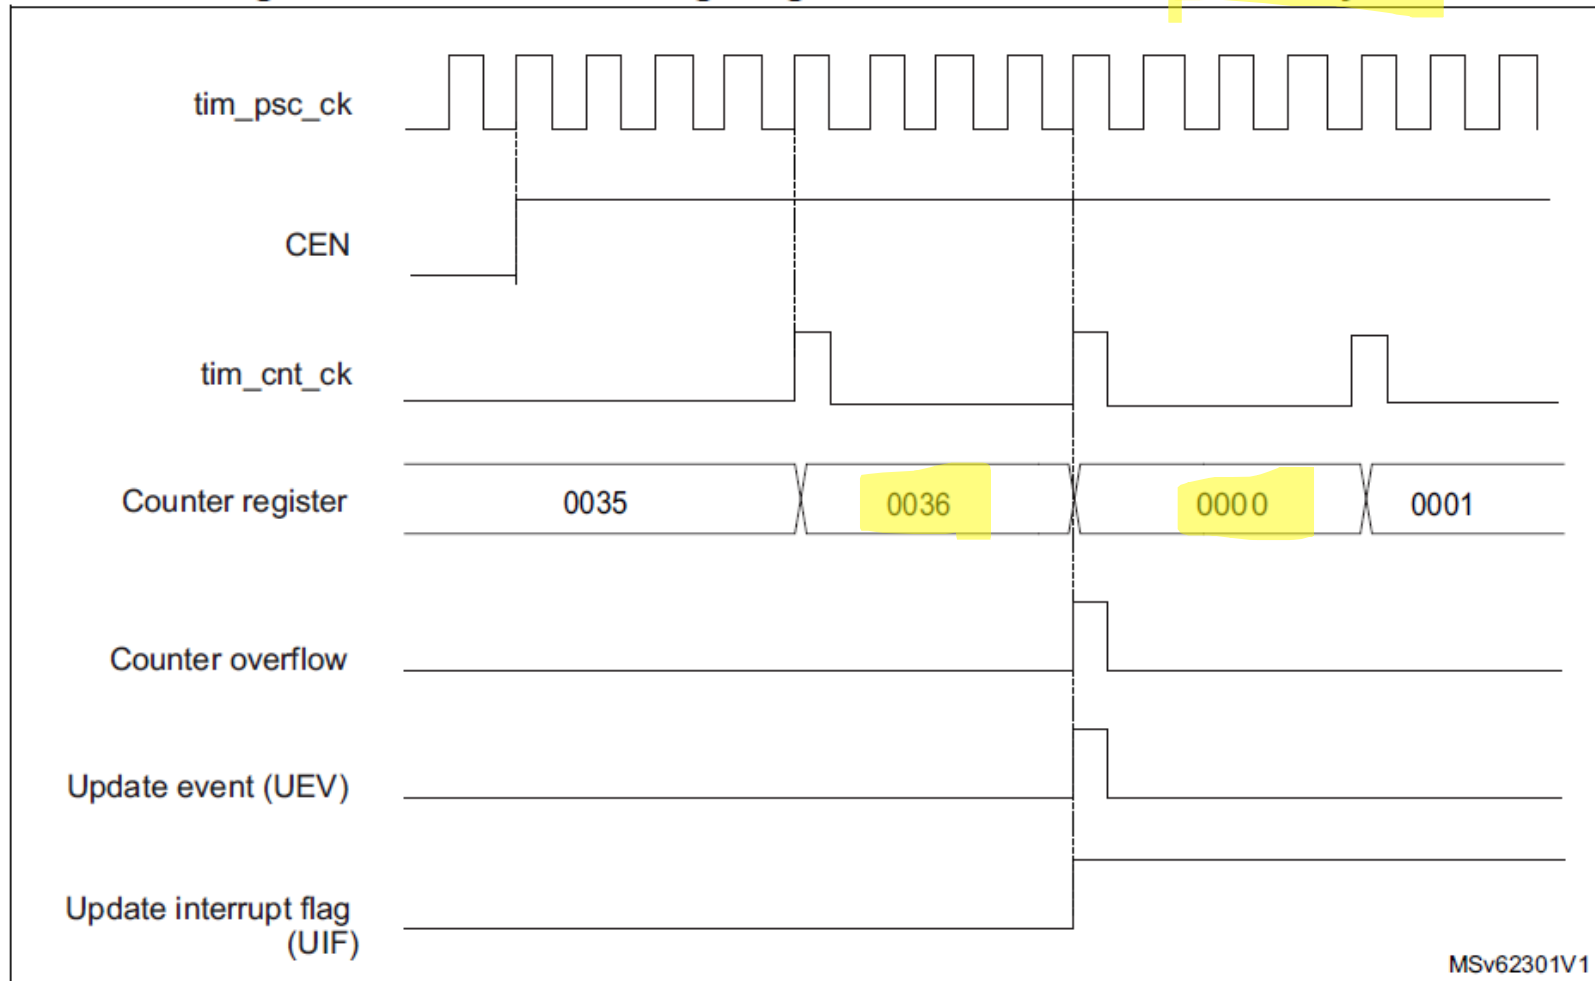 tim_psc_ck
CEN
tim_cnt_ck
Counter register 0035 0036 0000 0001
Counter overflow
Update event (UEV)
Update interrupt flag
(UIF)
MSv62301V1